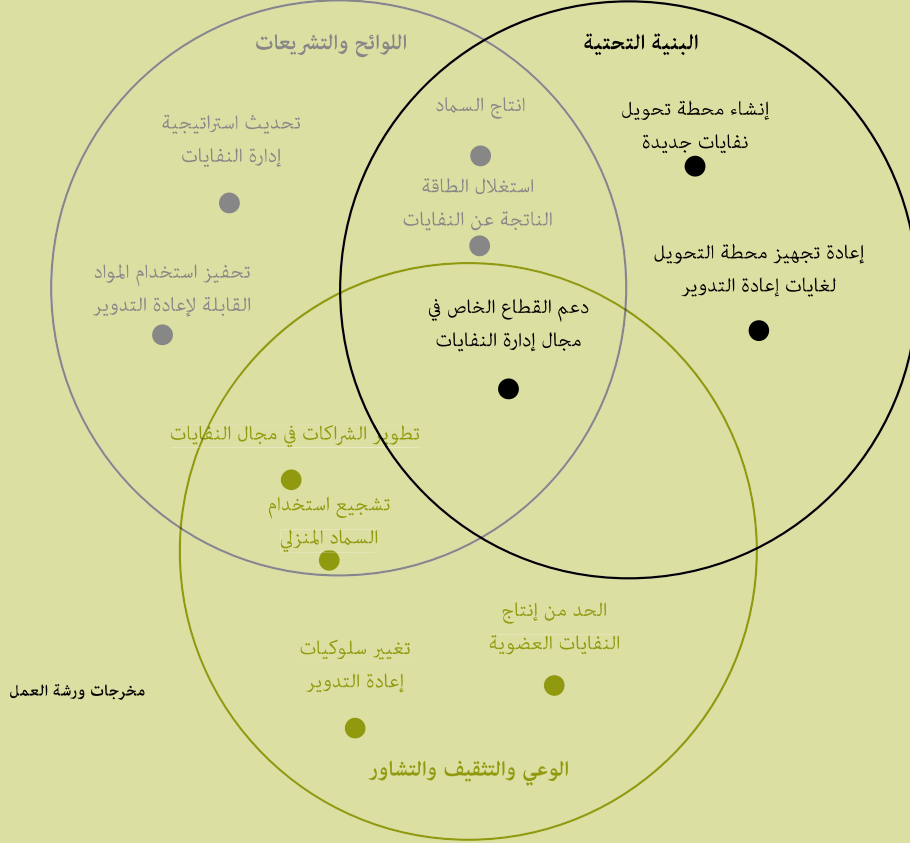 البنية التحتية
اللوائح والتشريعات
إنشاء محطة تحويل
نفايات جديدة
إعادة تجهيز محطة التحويل
لغايات إعادة التدوير
انتاج السماد
استغلال الطاقة
الناتجة عن النفايات
تحديث استراتيجية
إدارة النفايات
تحفيز استخدام المواد
القابلة لإعادة التدوير
دعم القطاع الخاص في
مجال إدارة النفايات
تطوير الشراكات في مجال النفايات
تشجيع استخدام
السماد المنزلي
الحد من إنتاج
النفايات العضوية
تغيير سلوكيات
إعادة التدوير
الوعي والتثقيف والتشاور
مخرجات ورشة العمل